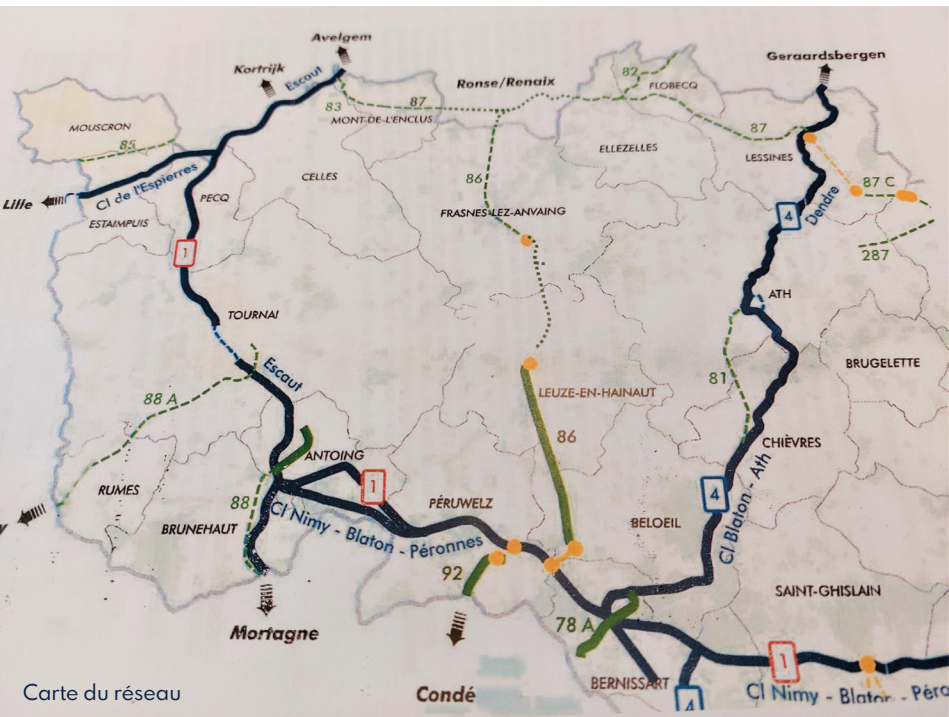 Avelgem
Geraardsbergen
Kortrijk
Escaut
Ronse/Renaix
82
FLOBECQ
83
87
MONT-DE-L'ENCLUS
MOUSCRON
85
87
ELLEZELLES
LESSINES
CELLES
86
87 C
Cl de l'Espierres
Lille
PECQ
ESTAIMPUIS
FRASNES-LEZ-ANVAING
4
Dendre
287
1
ATH
TOURNAI
BRUGELETTE
Escaut
81
88 A
LEUZE-EN-HAINAUT
86
CHIÈVRES
ANTOING
RUMES
88
1
4
Cl Blaton - Ath
PÉRUWELZ
BELOEIL
BRUNEHAUT
Cl Nimy - Blaton - Péronnes
92
SAINT-GHISLAIN
Mortagne
78 A
1
BERNISSART
Carte du réseau
Condé
4
Cl Nimy - Blaton - Péro